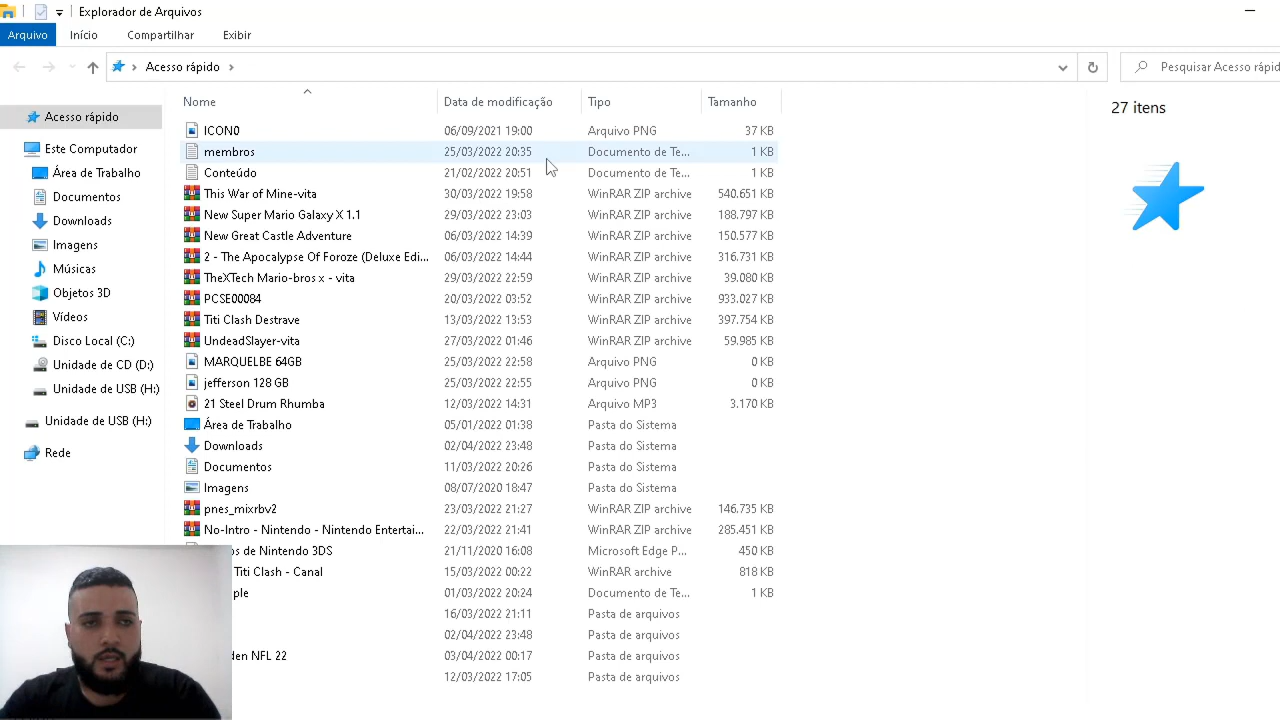 Explorador de Arquivos
Arquivo Início Compartilhar Exibir
Acesso rápido Pesquisar Acesso rápid
Nome Data de modificação Tipo Tamanho
27 itens
Acesso rápido
Este Computador
Área de Trabalho
Documentos
Downloads
Imagens
Músicas
Objetos 3D
Vídeos
Disco Local (C:)
Unidade de CD (D:)
Unidade de USB (H:)
Unidade de USB (H:)
Rede
ICON0 06/09/2021 19:00 Arquivo PNG 37 KB
membros 25/03/2022 20:35 Documento de Te... 1 KB
Conteúdo 21/02/2022 20:51 Documento de Te... 1 KB
This War of Mine-vita 30/03/2022 19:58 WinRAR ZIP archive 540.651 KB
New Super Mario Galaxy X 1.1 29/03/2022 23:03 WinRAR ZIP archive 188.797 KB
New Great Castle Adventure 06/03/2022 14:39 WinRAR ZIP archive 150.577 KB
2 - The Apocalypse Of Foroze (Deluxe Edi... 06/03/2022 14:44 WinRAR ZIP archive 316.731 KB
TheXTech Mario-bros x - vita 29/03/2022 22:59 WinRAR ZIP archive 39.080 KB
PCSE00084 20/03/2022 03:52 WinRAR ZIP archive 933.027 KB
Titi Clash Destrave 13/03/2022 13:53 WinRAR ZIP archive 397.754 KB
UndeadSlayer-vita 27/03/2022 01:46 WinRAR ZIP archive 59.985 KB
MARQUELBE 64GB 25/03/2022 22:58 Arquivo PNG 0 KB
jefferson 128 GB 25/03/2022 22:55 Arquivo PNG 0 KB
21 Steel Drum Rhumba 12/03/2022 14:31 Arquivo MP3 3.170 KB
Área de Trabalho 05/01/2022 01:38 Pasta do Sistema
Downloads 02/04/2022 23:48 Pasta do Sistema
Documentos 11/03/2022 20:26 Pasta do Sistema
Imagens 08/07/2020 18:47 Pasta do Sistema
pnes_mixrbv2 23/03/2022 21:27 WinRAR ZIP archive 146.735 KB
No-Intro - Nintendo - Nintendo Entertai... 22/03/2022 21:41 WinRAR ZIP archive 285.451 KB
os de Nintendo 3DS 21/11/2020 16:08 Microsoft Edge P... 450 KB
Titi Clash - Canal 15/03/2022 00:22 WinRAR archive 818 KB
ple 01/03/2022 20:24 Documento de Te... 1 KB
16/03/2022 21:11 Pasta de arquivos
02/04/2022 23:48 Pasta de arquivos
den NFL 22 03/04/2022 00:17 Pasta de arquivos
12/03/2022 17:05 Pasta de arquivos